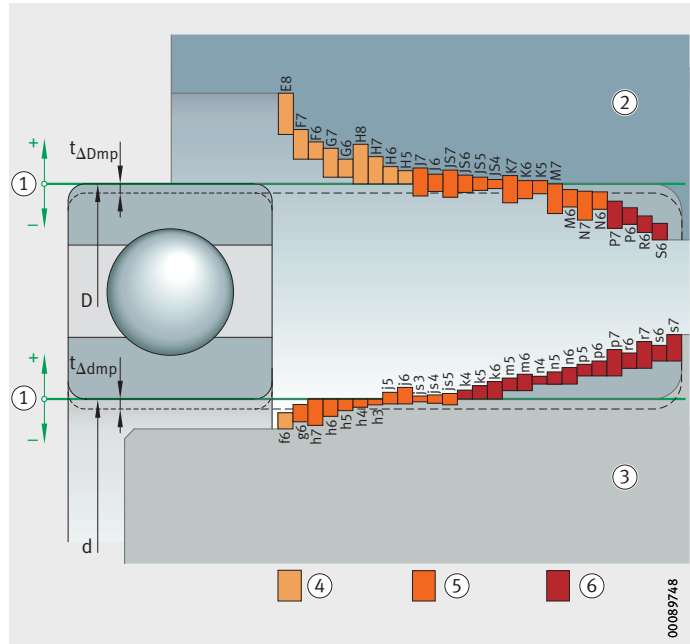 E8
F7
F6
G7
G6
H8
H7
H6
H5
J7
J6
JS7
JS6
JS5
JS4
K7
K6
K5
M7
M6
N7
N6
P7
P6
R6
S6
2
+
t∆Dmp
1
−
D
+
t∆dmp
1
−
d
f6
g6
h7
h6
h5
h4
h3
j5
j6
js3
js4
js5
k4
k5
k6
m5
m6
n4
n5
n6
p5
p6
p7
r6
r7
s6
s7
3
4
5
6
00089748